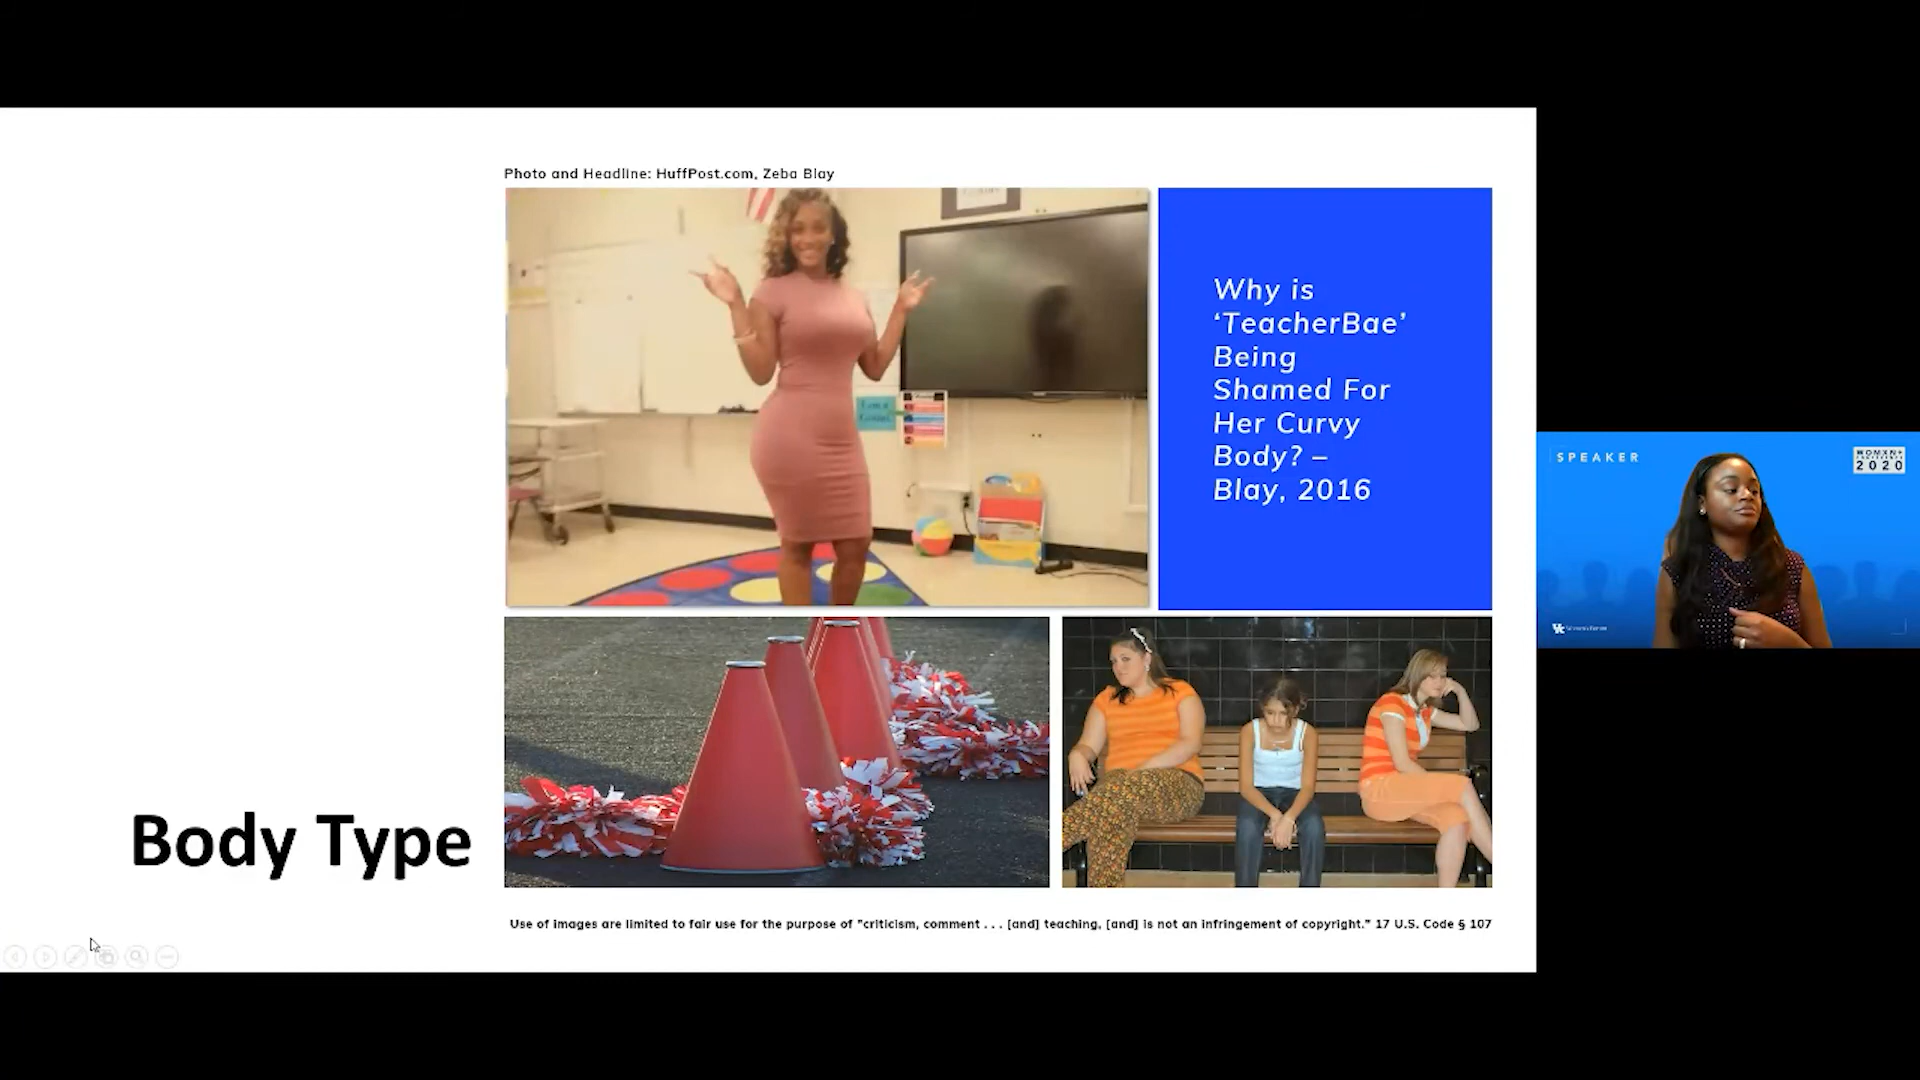 Photo and Headline: HuffPost.com, Zeba Blay
Why is
‘TeacherBae’
Being
Shamed For
Her Curvy
Body? –
Blay, 2016
SPEAKER
WOMXN+
2020
Body Type
Use of images are limited to fair use for the purpose of "criticism, comment . . . [and] teaching, [and] is not an infringement of copyright." 17 U.S. Code § 107